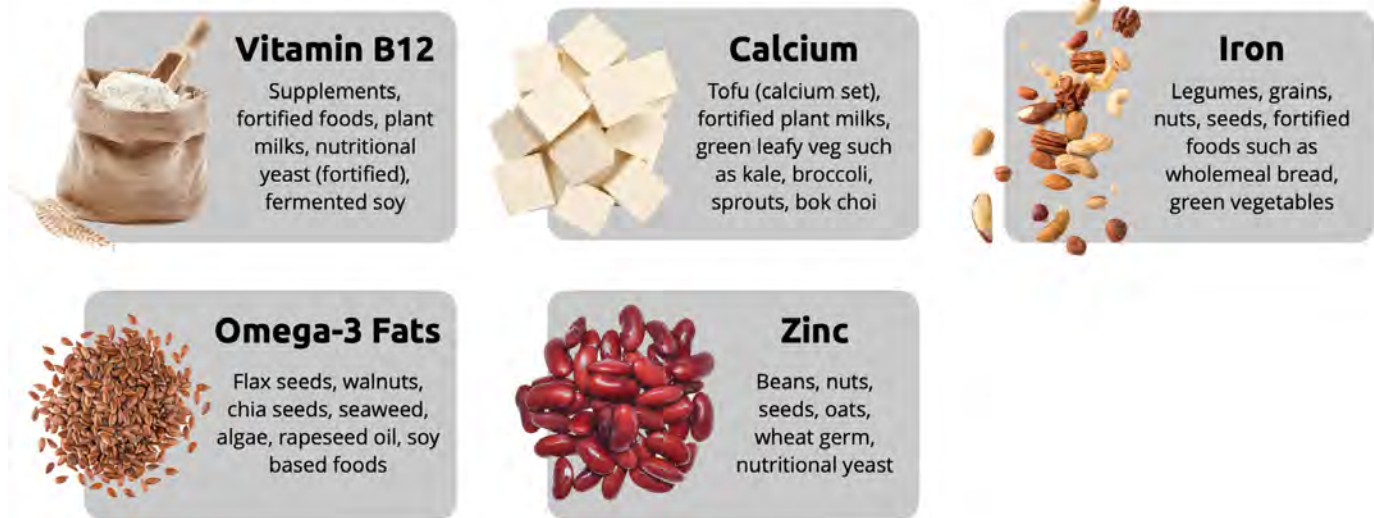 Vitamin B12
Supplements,
fortified foods, plant
milks, nutritional
yeast (fortified),
fermented soy
Calcium
Tofu (calcium set),
fortified plant milks,
green leafy veg such
as kale, broccoli,
sprouts, bok choi
Iron
Legumes, grains,
nuts, seeds, fortified
foods such as
wholemeal bread,
green vegetables
Omega-3 Fats
Flax seeds, walnuts,
chia seeds, seaweed,
algae, rapeseed oil, soy
based foods
Zinc
Beans, nuts,
seeds, oats,
wheat germ,
nutritional yeast